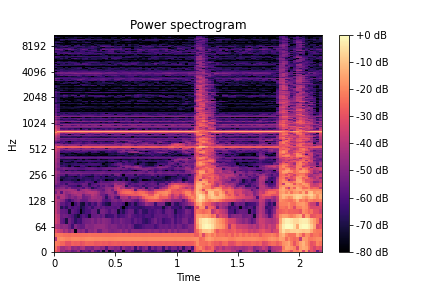 Power spectrogram
8192
4096
2048
1024
512
256
128
64
0
Hz
0
0.5
1
1.5
2
Time
+0 dB
-10 dB
-20 dB
-30 dB
-40 dB
-50 dB
-60 dB
-70 dB
-80 dB